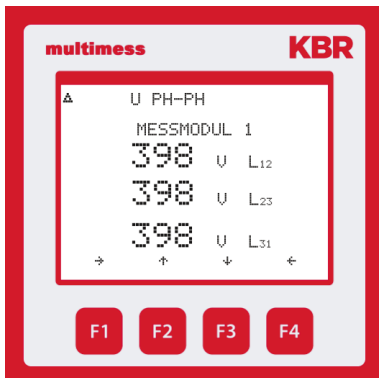 multimess KBR
U PH-PH
MESSMODUL 1
398 V L12
398 V L23
398 V L31
→ ↑ ↓ ←
F1 F2 F3 F4